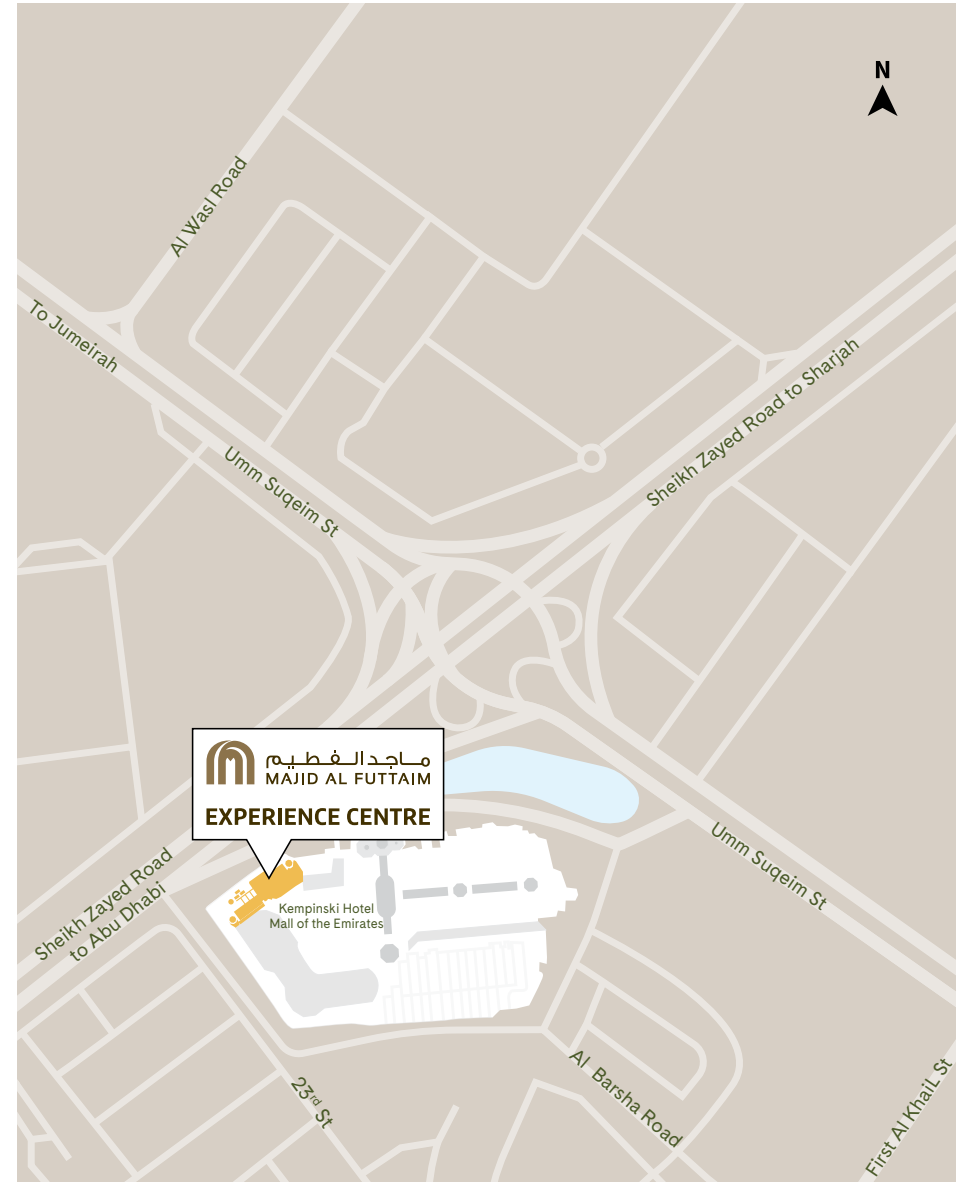 N
Al Wasl Road
To Jumeirah
Umm Suqeim St
Sheikh Zayed Road to Sharjah
ماجد الفطيم
MAJID AL FUTTAIM
EXPERIENCE CENTRE
Sheikh Zayed Road
to Abu Dhabi
Kempinski Hotel
Mall of the Emirates
Umm Suqeim St
23rd St
Al Barsha Road
First Al KhaiL St